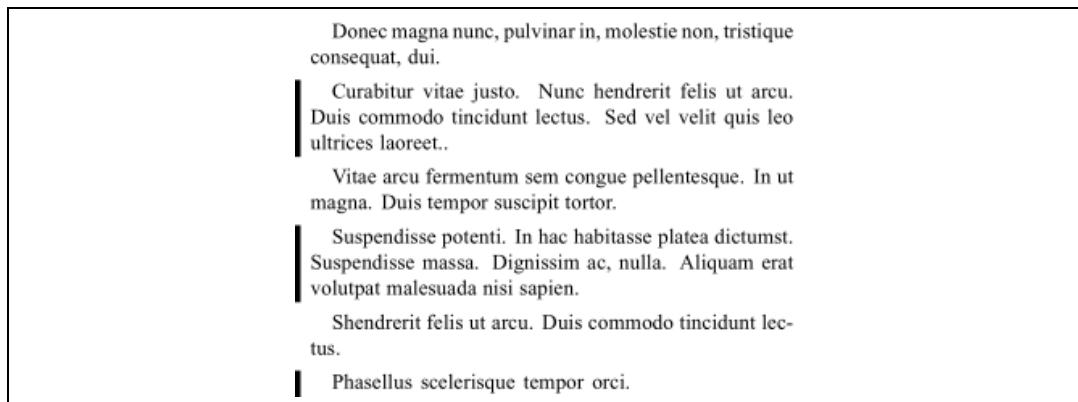 Donec magna nunc, pulvinar in, molestie non, tristique
consequat, dui.
Curabitur vitae justo. Nunc hendrerit felis ut arcu.
Duis commodo tincidunt lectus. Sed vel velit quis leo
ultrices laoreet..
Vitae arcu fermentum sem congue pellentesque. In ut
magna. Duis tempor suscipit tortor.
Suspendisse potenti. In hac habitasse platea dictumst.
Suspendisse massa. Dignissim ac, nulla. Aliquam erat
volutpat malesuada nisi sapien.
Shendrerit felis ut arcu. Duis commodo tincidunt lec-
tus.
Phasellus scelerisque tempor orci.